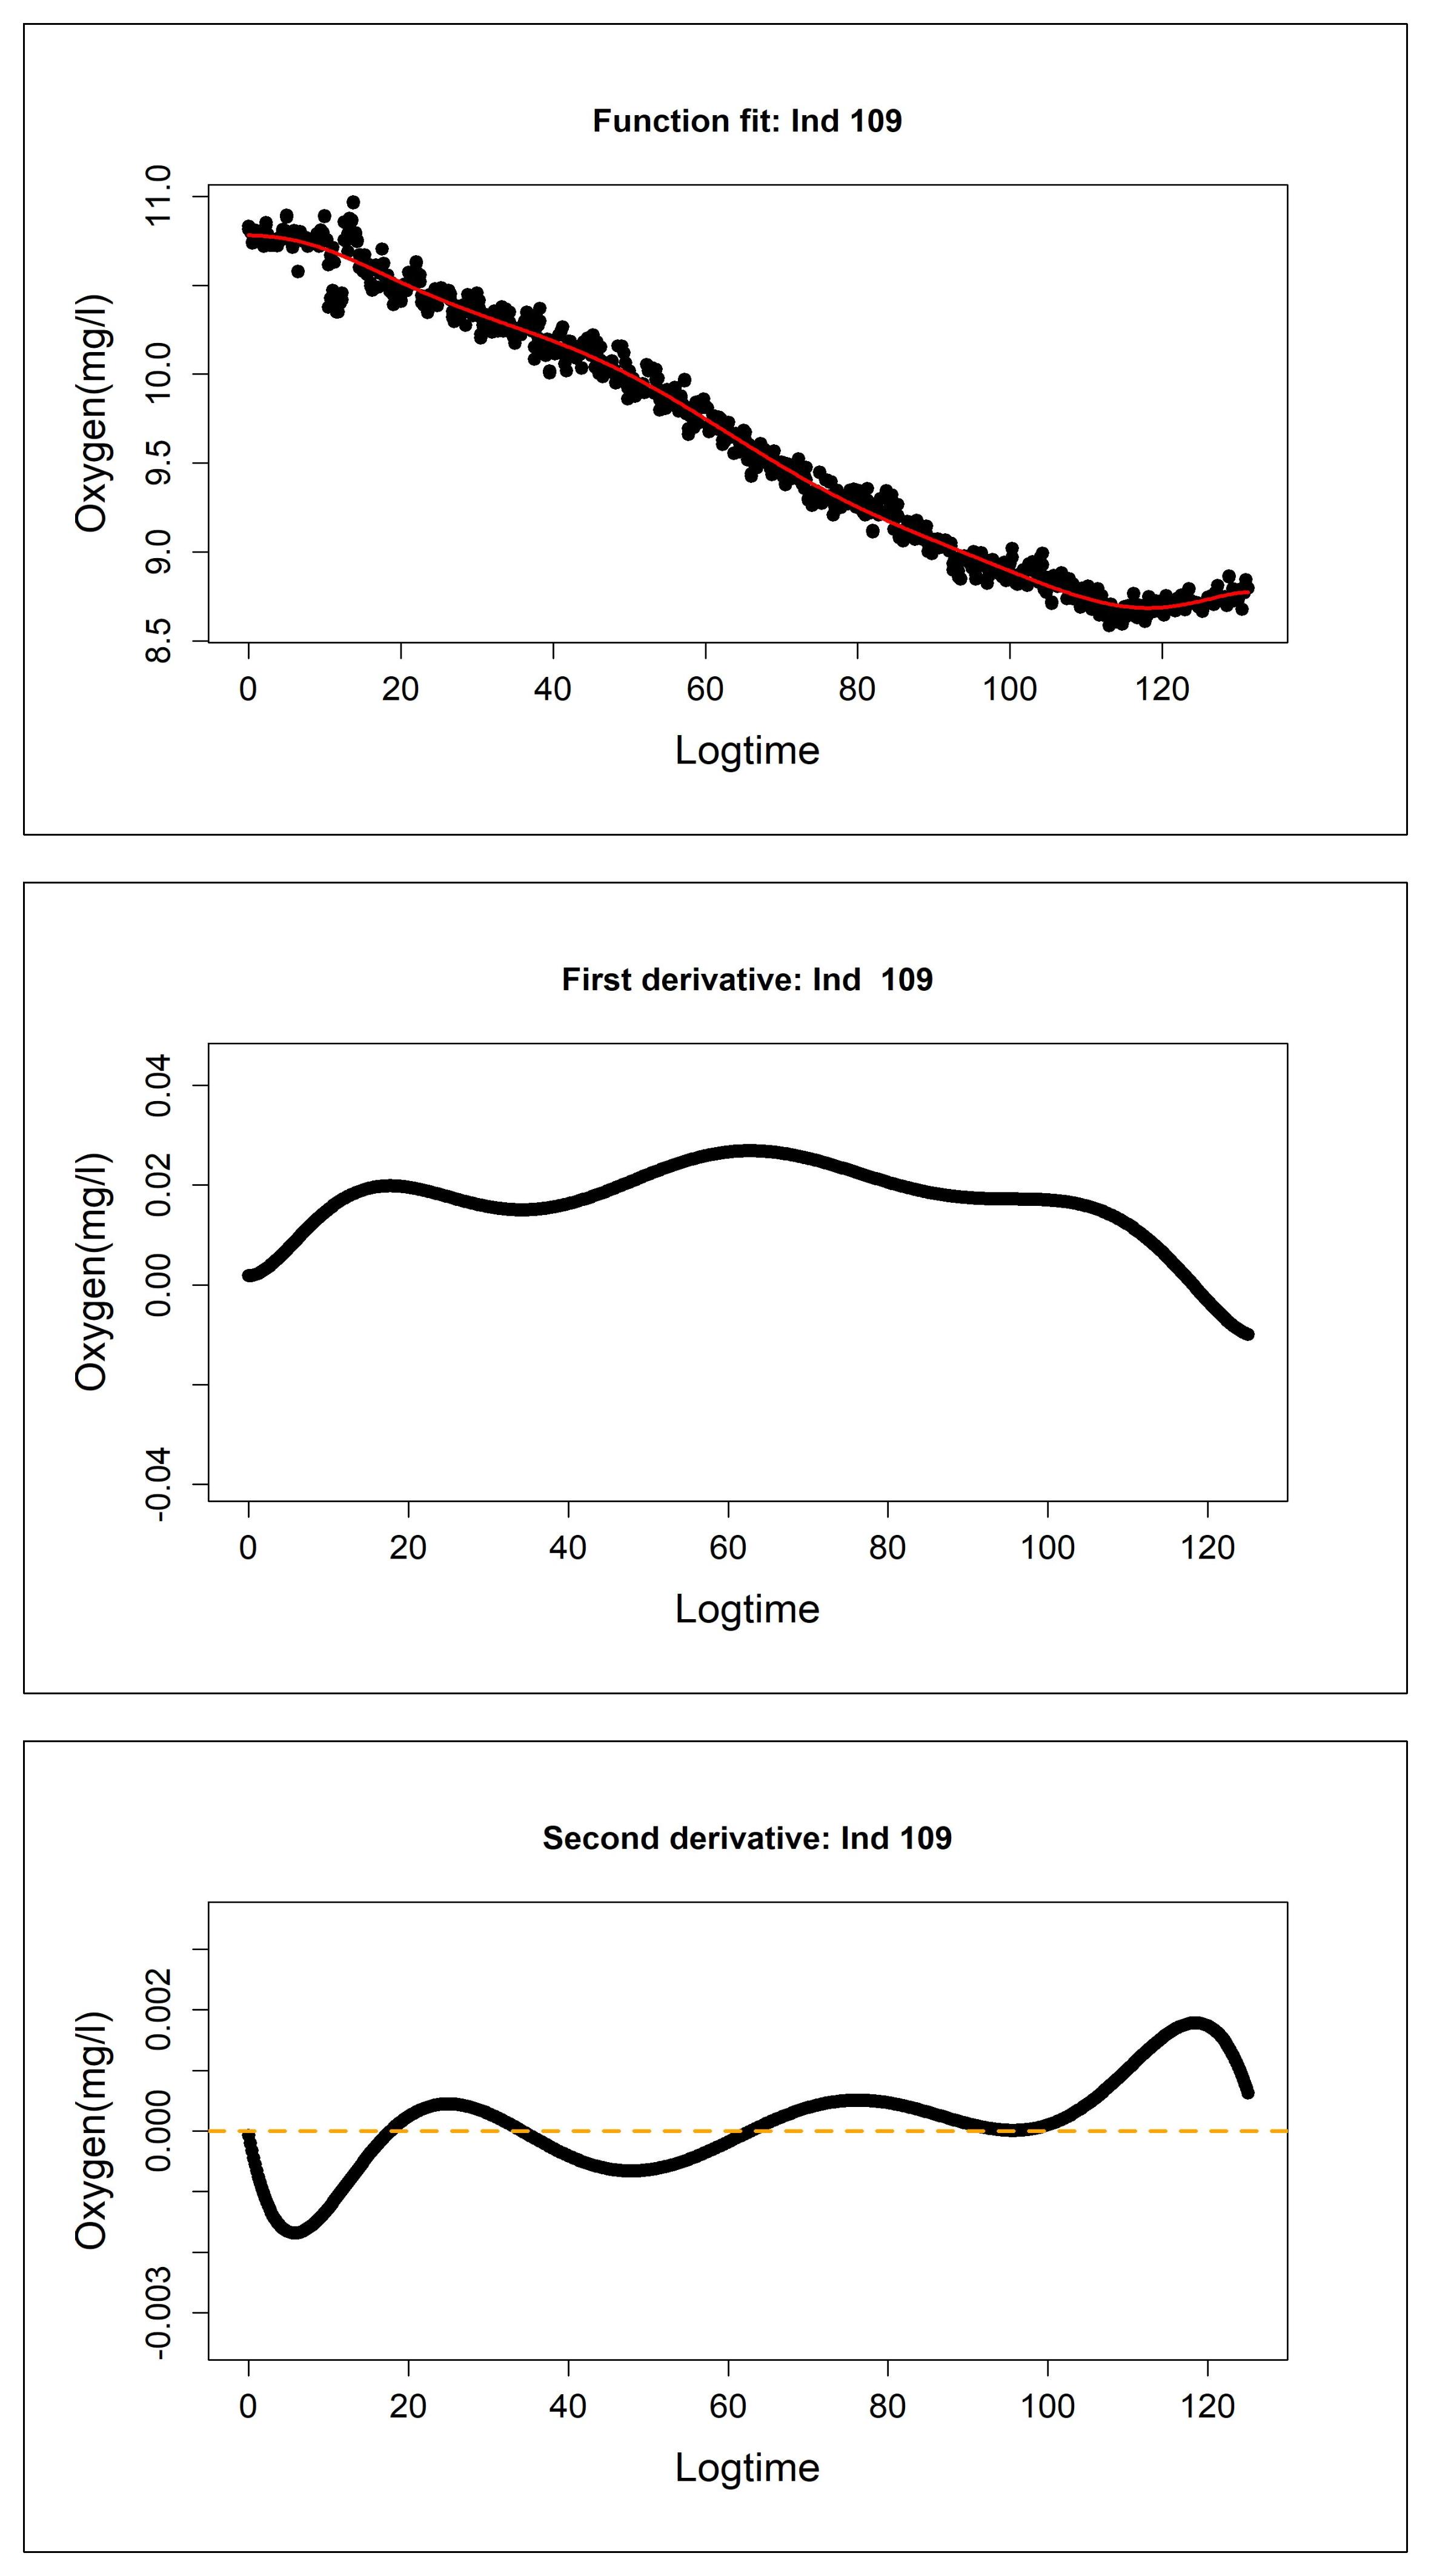 Function fit: Ind 109
Oxygen(mg/l)
11.0
10.0
9.5
9.0
8.5
0 20 40 60 80 100 120
Logtime
First derivative: Ind  109
Oxygen(mg/l)
0.04
0.02
0.00
-0.04
0 20 40 60 80 100 120
Logtime
Second derivative: Ind 109
Oxygen(mg/l)
0.002
0.000
-0.003
0 20 40 60 80 100 120
Logtime